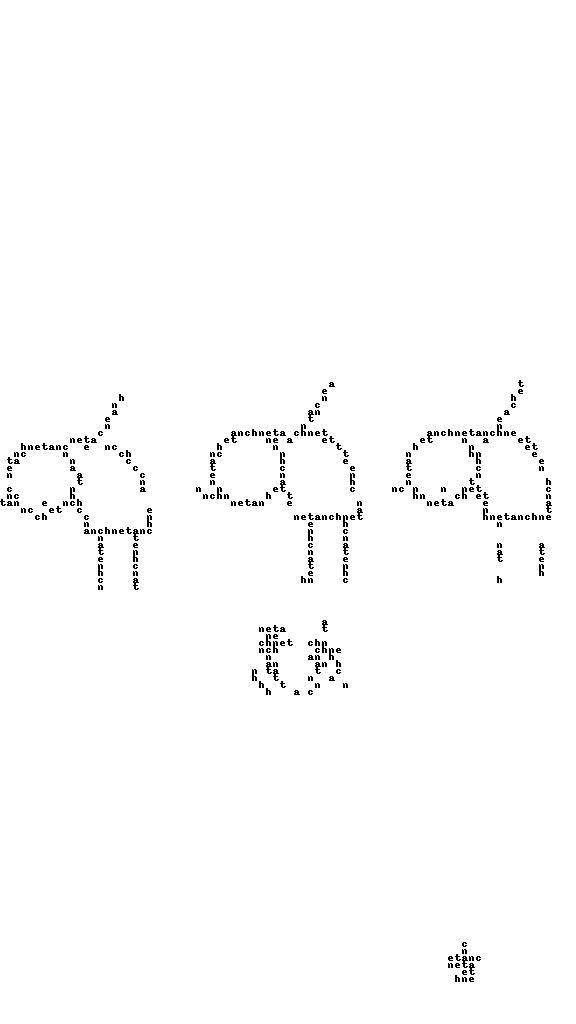 a t
e e
h n h
n c c
a an a
e t e
n n n
c anchneta chnet anchnetanchne
neta et ne a et et n a et
hnetanc e nc h n t h n et
nc n ch nc h t hn e
ta n c a n t a n e
e a c t c e t c n
n a c e n e e n
t a n n p n t h
c n a n n et h nc n n net c
nc h nchn h t hn ch et n
tan e nch netan e n neta e a
nc et c e a n t
ch c n netanchnet hnetanchne
n h e h n
anchnetanc n c
n t h n
a e c a n a
t n n t a t
e h a e t e
n c t n n
h n e h h
c a hn c h
n t
a
neta t
ne
chnet chn
nch chne
n an h
an an h
n ta t c
h t n a
h t n n
h a c
c
n
etanc
neta
et
hne